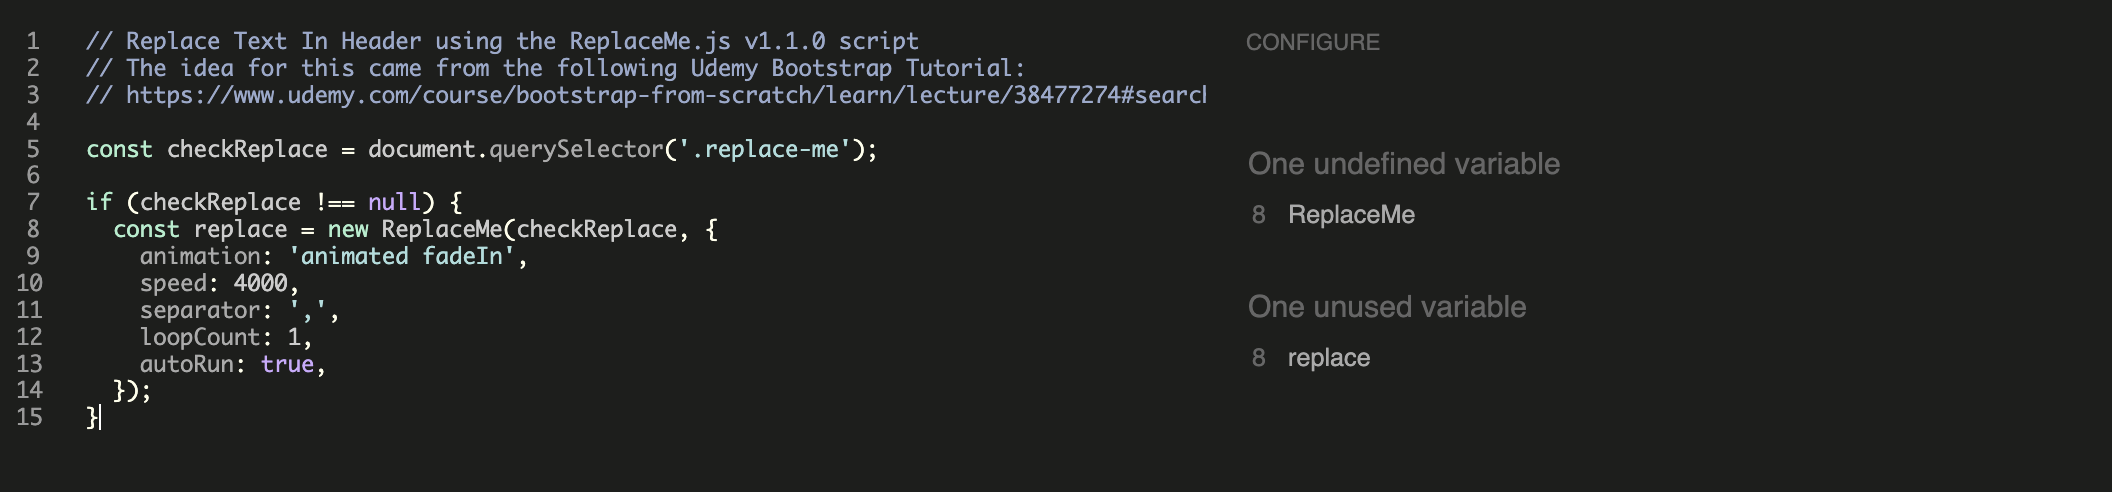 1 // Replace Text In Header using the ReplaceMe.js v1.1.0 script
2 // The idea for this came from the following Udemy Bootstrap Tutorial:
3 // https://www.udemy.com/course/bootstrap-from-scratch/learn/lecture/38477274#search
4
5 const checkReplace = document.querySelector('.replace-me');
6
7 if (checkReplace !== null) {
8   const replace = new ReplaceMe(checkReplace, {
9     animation: 'animated fadeIn',
10     speed: 4000,
11     separator: ',',
12     loopCount: 1,
13     autoRun: true,
14   });
15 }
CONFIGURE
One undefined variable
8 ReplaceMe
One unused variable
8 replace